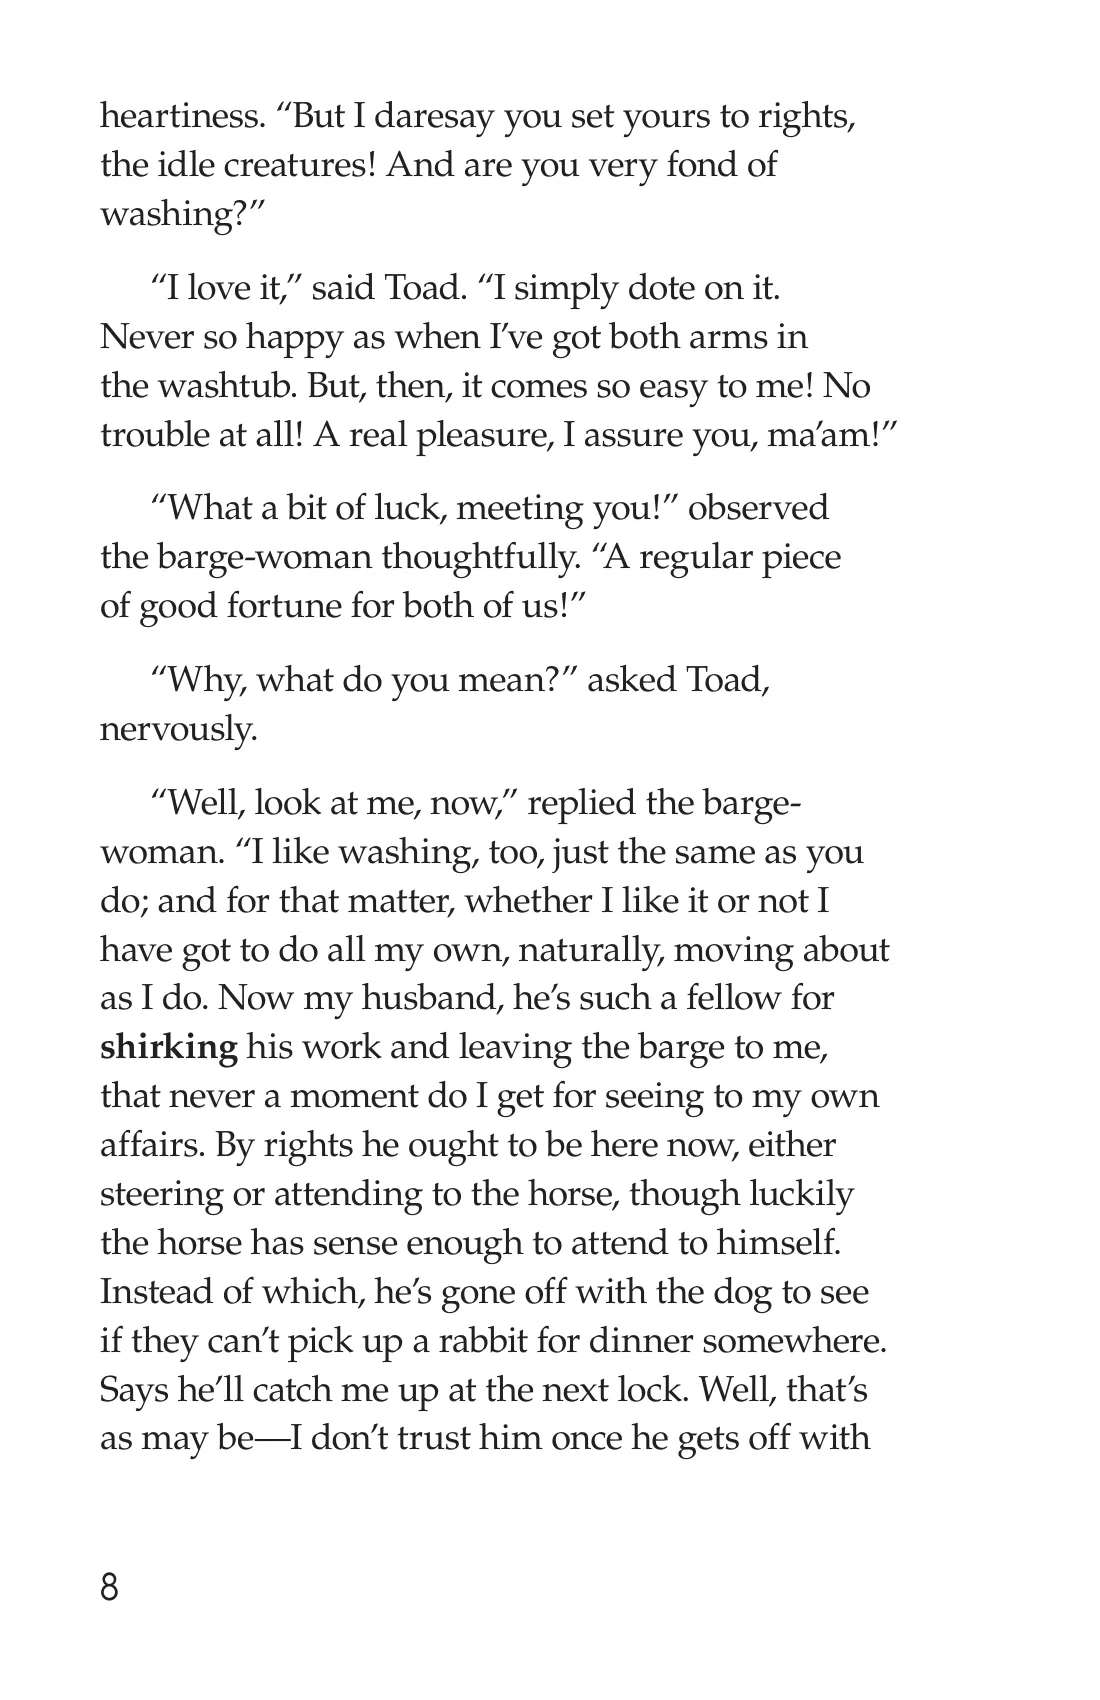 heartiness. “But I daresay you set yours to rights,
the idle creatures! And are you very fond of
washing?”
“I love it,” said Toad. “I simply dote on it.
Never so happy as when I’ve got both arms in
the washtub. But, then, it comes so easy to me! No
trouble at all! A real pleasure, I assure you, ma’am!”
“What a bit of luck, meeting you!” observed
the barge-woman thoughtfully. “A regular piece
of good fortune for both of us!”
“Why, what do you mean?” asked Toad,
nervously.
“Well, look at me, now,” replied the barge-
woman. “I like washing, too, just the same as you
do; and for that matter, whether I like it or not I
have got to do all my own, naturally, moving about
as I do. Now my husband, he’s such a fellow for
shirking his work and leaving the barge to me,
that never a moment do I get for seeing to my own
affairs. By rights he ought to be here now, either
steering or attending to the horse, though luckily
the horse has sense enough to attend to himself.
Instead of which, he’s gone off with the dog to see
if they can’t pick up a rabbit for dinner somewhere.
Says he’ll catch me up at the next lock. Well, that’s
as may be—I don’t trust him once he gets off with
8